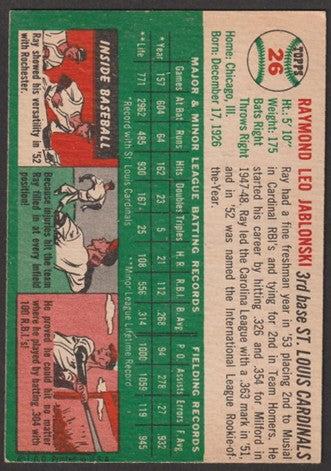 TOPPS
26
RAYMOND LEO JABLONSKI 3rd base ST. LOUIS CARDINALS
Ht.: 5' 10"
Weight: 175
Bats Right
Throws Right
Home: Chicago, Ill.
Born: December 17, 1926
Ray had a fine freshman year in '53 placing 2nd to Musial
in Cardinal RBI's and tying for 2nd in Team Homers. He
started his career by hitting .326 and .354 for Milford in
1947-48. Ray led the Carolina League with a .363 mark in 51
and in '52 was named the International League Rookie-of-
the-Year.
MAJOR & MINOR LEAGUE BATTING RECORDS FIELDING RECORDS
Games At Bat Runs Hits Doubles Triples H.R. R.B.I. B. Avg. P.O. Assists Errors F. Avg.
*Year 157 604 64 162 23 5 21 112 .268 94 278 27 .932
**Life 771 2962 485 930 167 25 108 556 .314 1000 1059 119 .945
*Record with St. Louis Cardinals **Minor League Lifetime Record
INSIDE BASEBALL
Ray showed his versatility in '52
with Rochester.
Because injuries hit the team
Ray filled in at every infield
position!
He proved he could hit no
matter where he played by batting .304 with
101 R.B.I.'s!